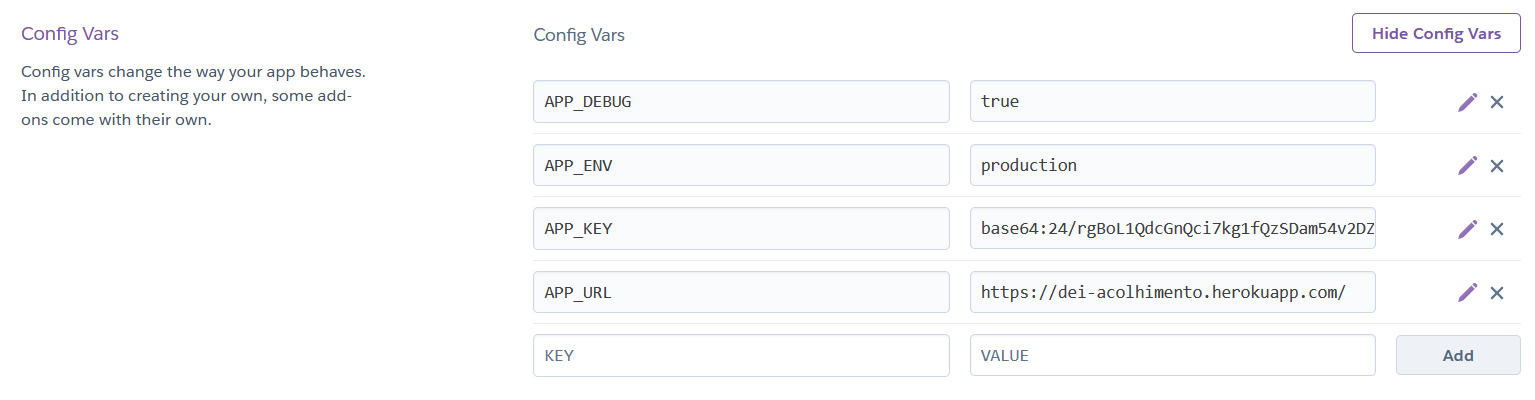 Config Vars
Config vars change the way your app behaves.
In addition to creating your own, some add-
ons come with their own.
Config Vars
Hide Config Vars
APP_DEBUG
true
APP_ENV
production
APP_KEY
base64:24/rgBoL1QdcGnQci7kg1fQzSDam54v2DZ
APP_URL
https://dei-acolhimento.herokuapp.com/
KEY
VALUE
Add